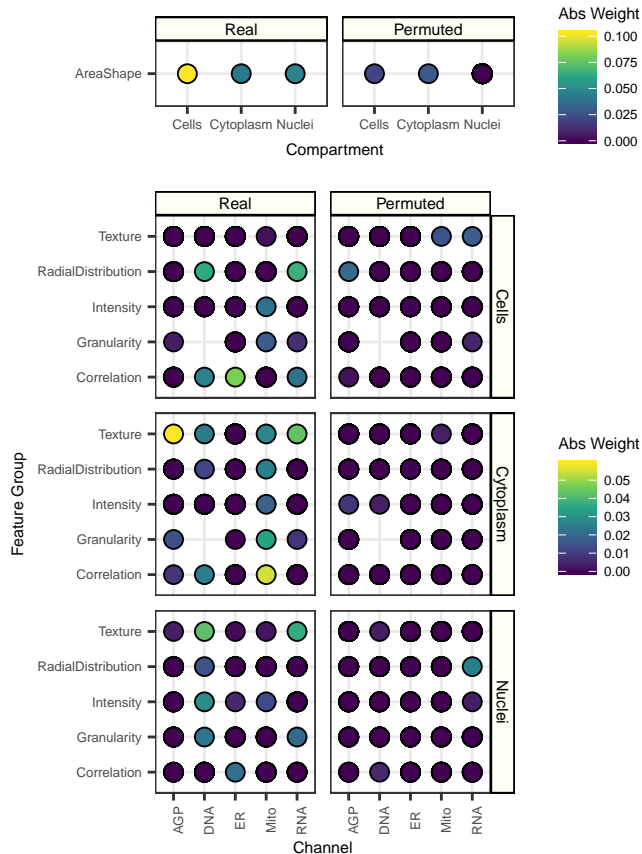 Real
Permuted
AreaShape
Cells
Cytoplasm
Nuclei
Cells
Cytoplasm
Nuclei
Compartment
Abs Weight
0.100
0.075
0.050
0.025
0.000
Real
Permuted
Texture
RadialDistribution
Intensity
Granularity
Correlation
Cells
Texture
RadialDistribution
Intensity
Granularity
Correlation
Cytoplasm
Texture
RadialDistribution
Intensity
Granularity
Correlation
Nuclei
Feature Group
AGP
DNA
ER
Mito
RNA
AGP
DNA
ER
Mito
RNA
Channel
Abs Weight
0.05
0.04
0.03
0.02
0.01
0.00